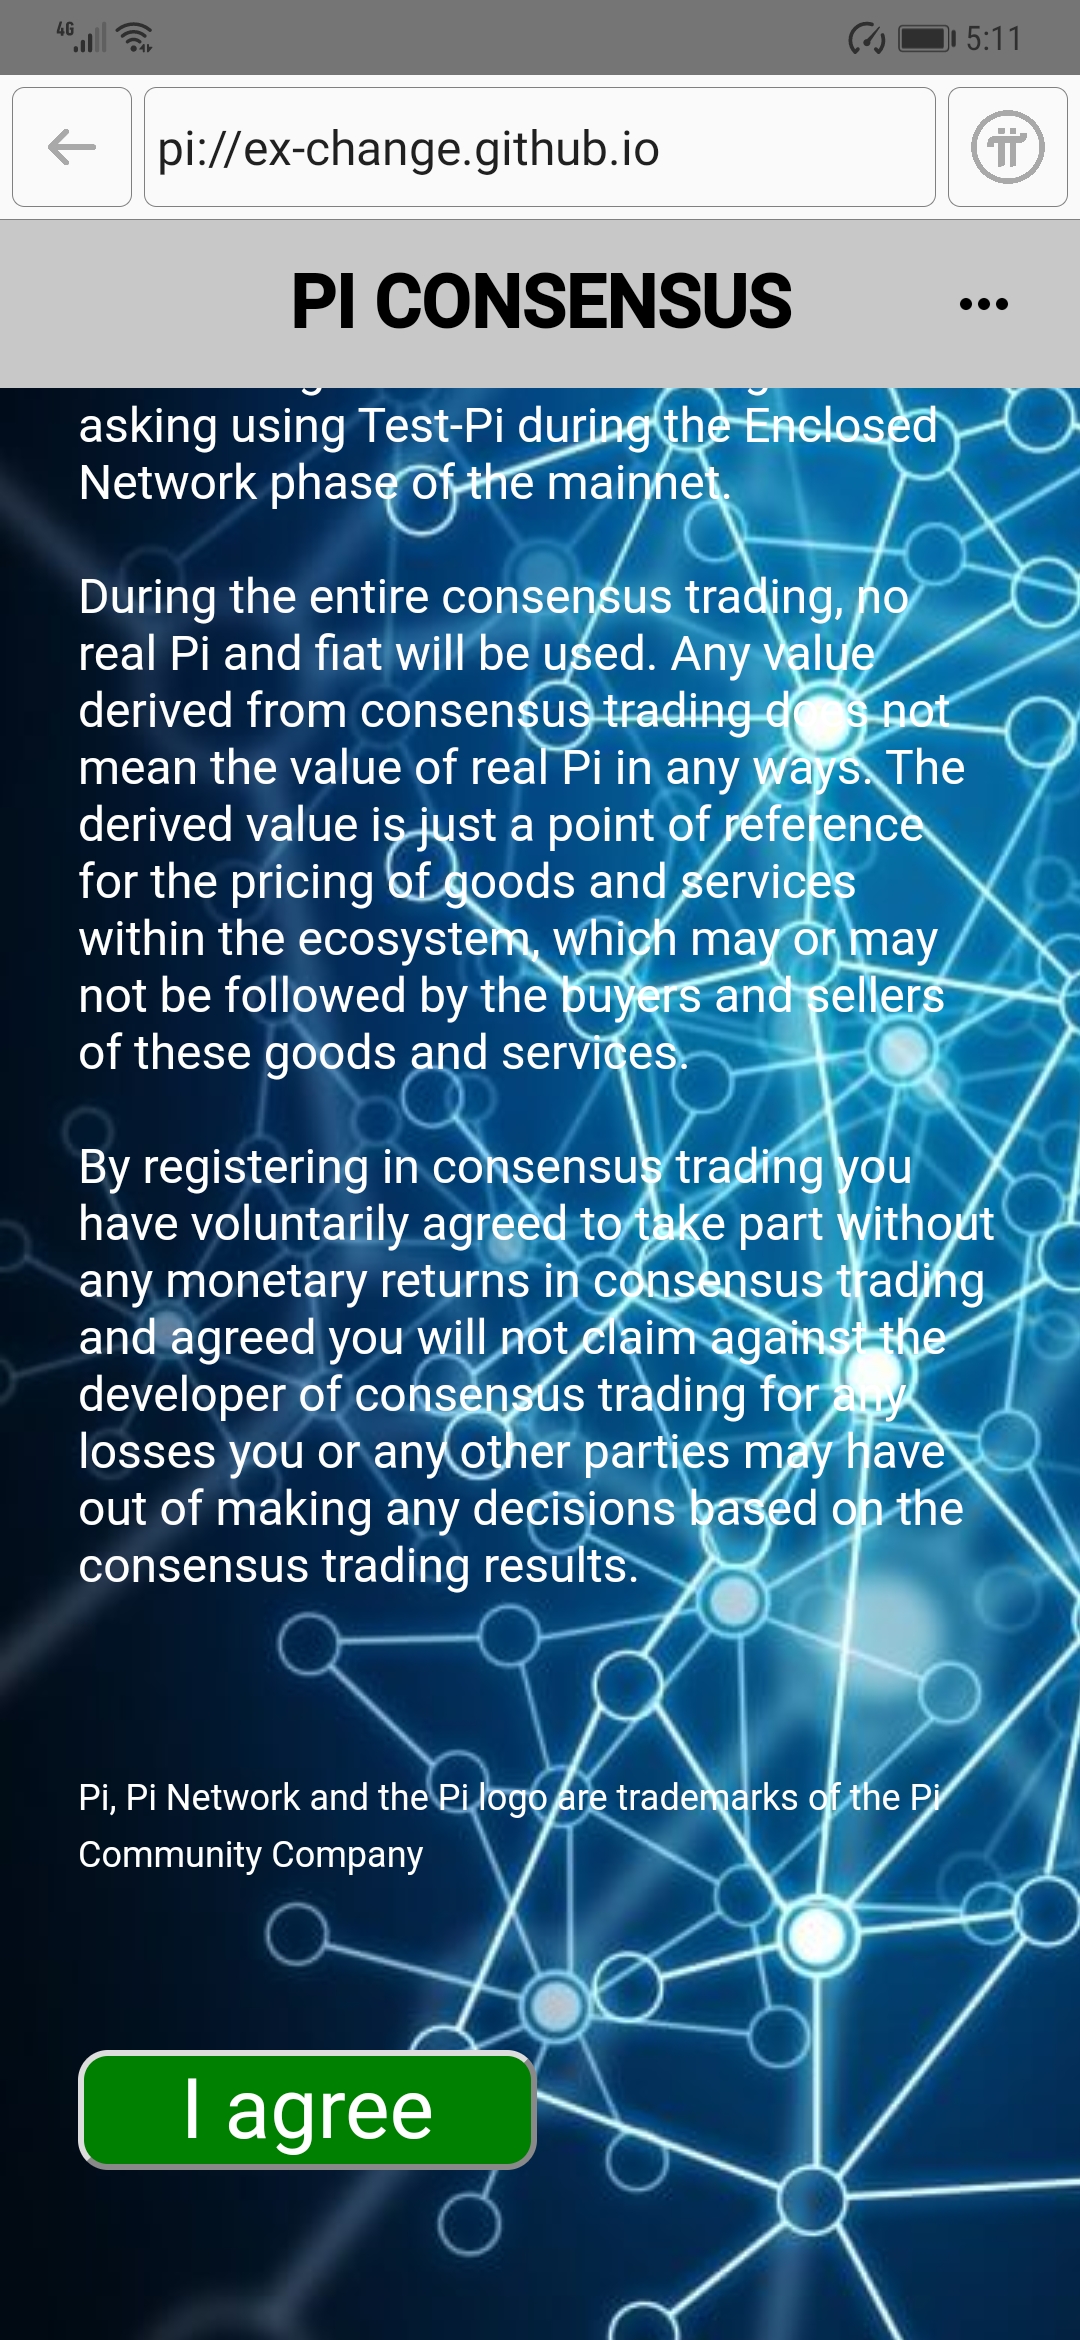 4G
5:11
pi://ex-change.github.io
PI CONSENSUS
asking using Test-Pi during the Enclosed
Network phase of the mainnet.
During the entire consensus trading, no
real Pi and fiat will be used. Any value
derived from consensus trading does not
mean the value of real Pi in any ways. The
derived value is just a point of reference
for the pricing of goods and services
within the ecosystem, which may or may
not be followed by the buyers and sellers
of these goods and services.
By registering in consensus trading you
have voluntarily agreed to take part without
any monetary returns in consensus trading
and agreed you will not claim against the
developer of consensus trading for any
losses you or any other parties may have
out of making any decisions based on the
consensus trading results.
Pi, Pi Network and the Pi logo are trademarks of the Pi
Community Company
I agree